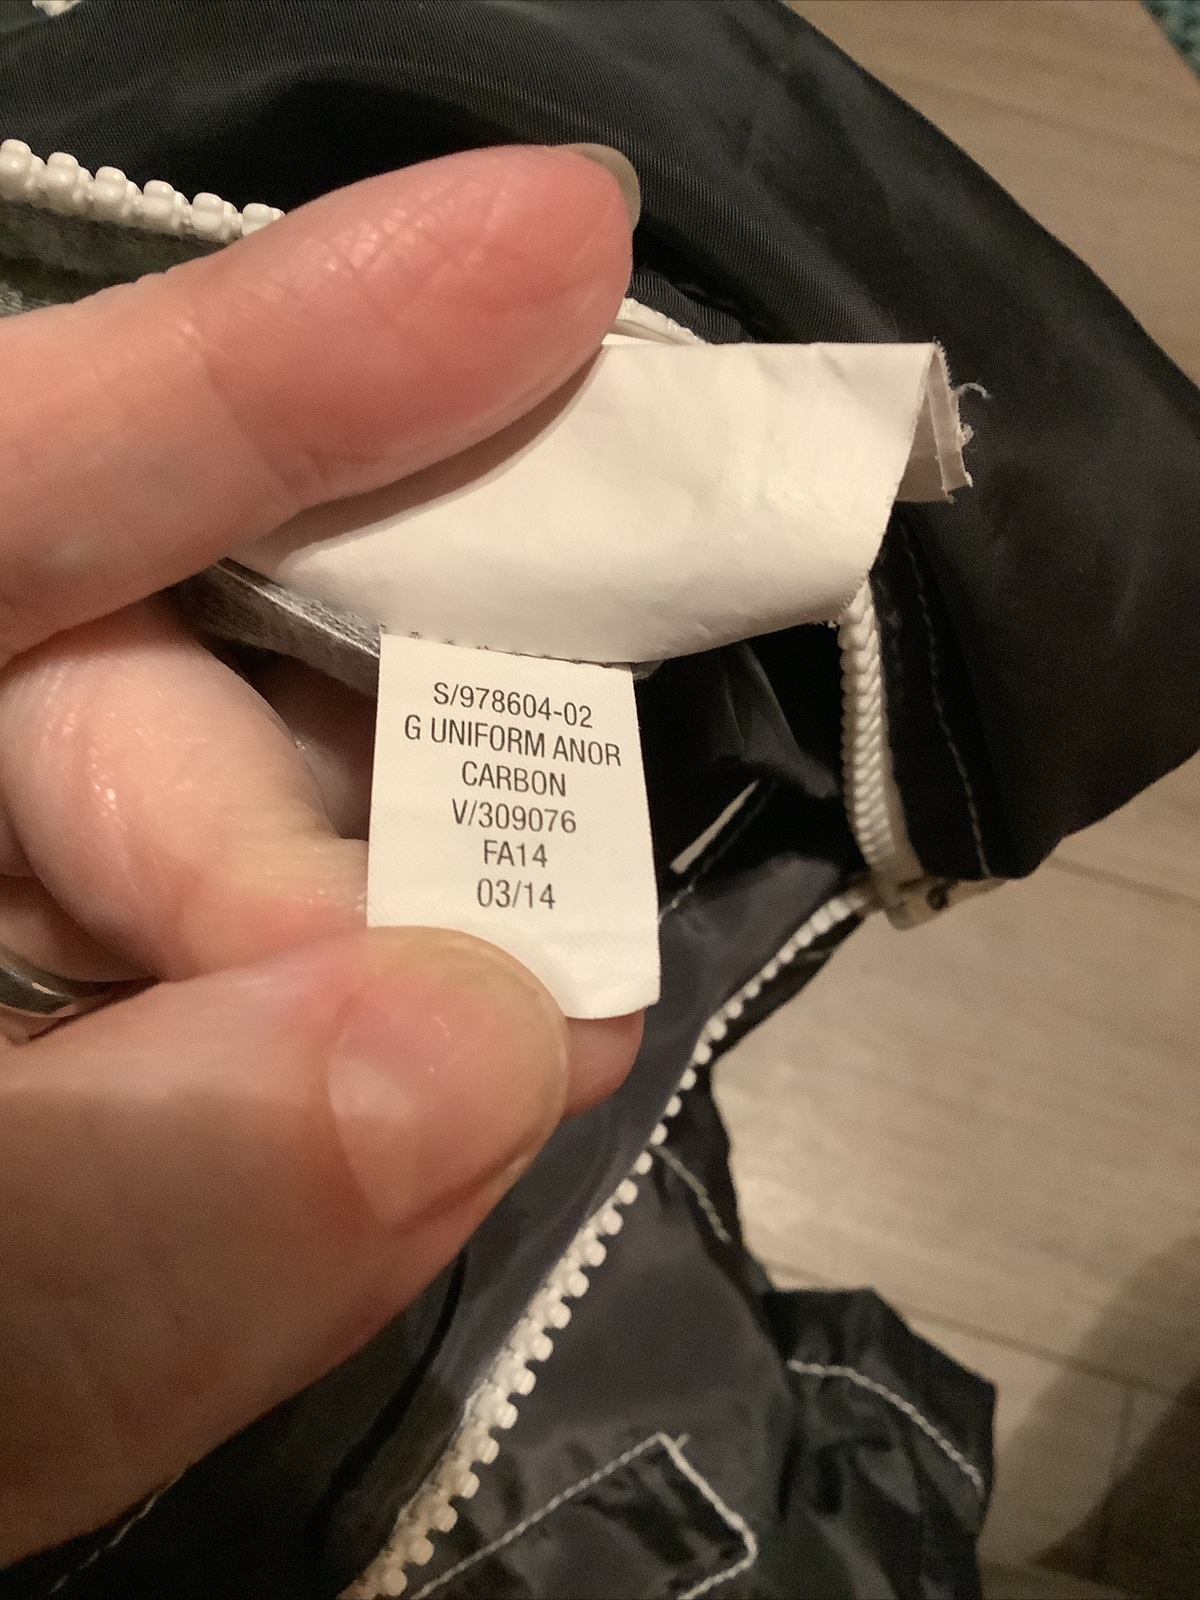 S/978604-02
G UNIFORM ANOR
CARBON
V/309076
FA14
03/14